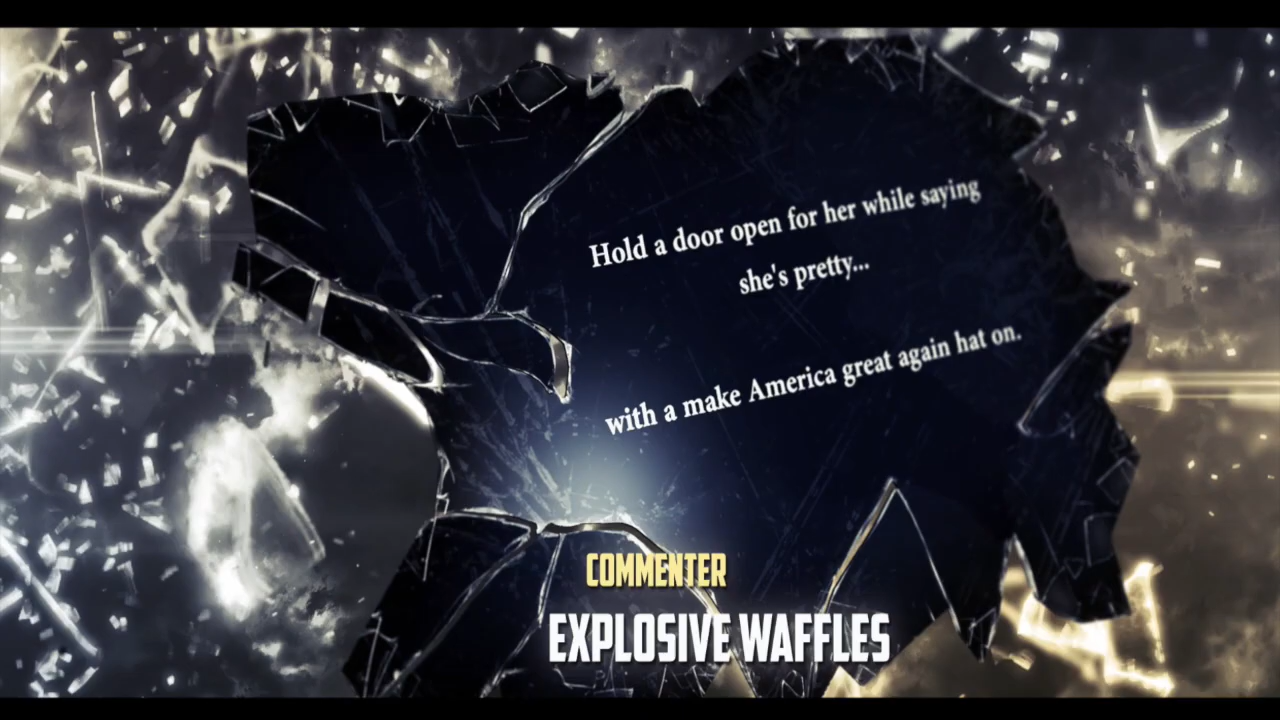 Hold a door open for her while saying
she's pretty...
with a make America great again hat on.
COMMENTER
EXPLOSIVE WAFFLES